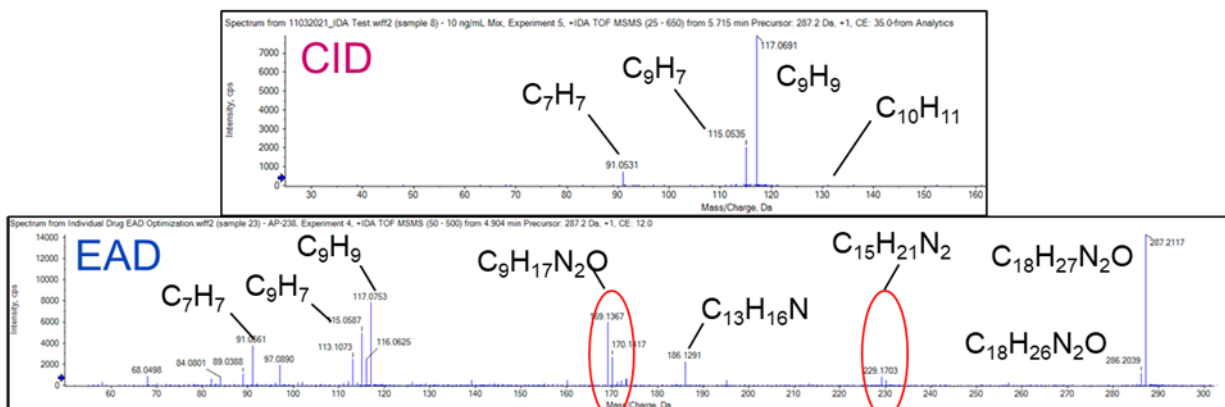 Spectrum from 11032021_IDA Test.wiff2 (sample 8) - 10 ng/mL Mix, Experiment 5, +IDA TOF MSMS (25 - 650) from 5.715 min Precursor: 287.2 Da, +1, CE: 35.0-from Analytics
CID
Intensity, cps
7000
6000
5000
4000
3000
2000
1000
0
C₇H₇
C₉H₇
C₉H₉
C₁₀H₁₁
117.0691
115.0535
91.0531
30 40 50 60 70 80 90 100 110 120 130 140 150 160
Mass/Charge, Da
Spectrum from Individual Drug EAD Optimization.wiff2 (sample 23) - AP-238, Experiment 4, +IDA TOF MSMS (50 - 500) from 4.904 min Precursor: 287.2 Da, +1, CE: 12.0
EAD
Intensity, cps
14000
12000
10000
8000
6000
4000
2000
0
C₇H₇
C₉H₇
C₉H₉
C₉H₁₇N₂O
C₁₃H₁₆N
C₁₅H₂₁N₂
C₁₈H₂₇N₂O
C₁₈H₂₆N₂O
287.2117
117.0753
169.1367
170.1417
116.0625
113.1073
186.1291
286.2039
229.1703
68.0498
84.0801
89.0388
97.0890
60 70 80 90 100 110 120 130 140 150 160 170 180 190 200 210 220 230 240 250 260 270 280 290 300
Mass/Charge, Da